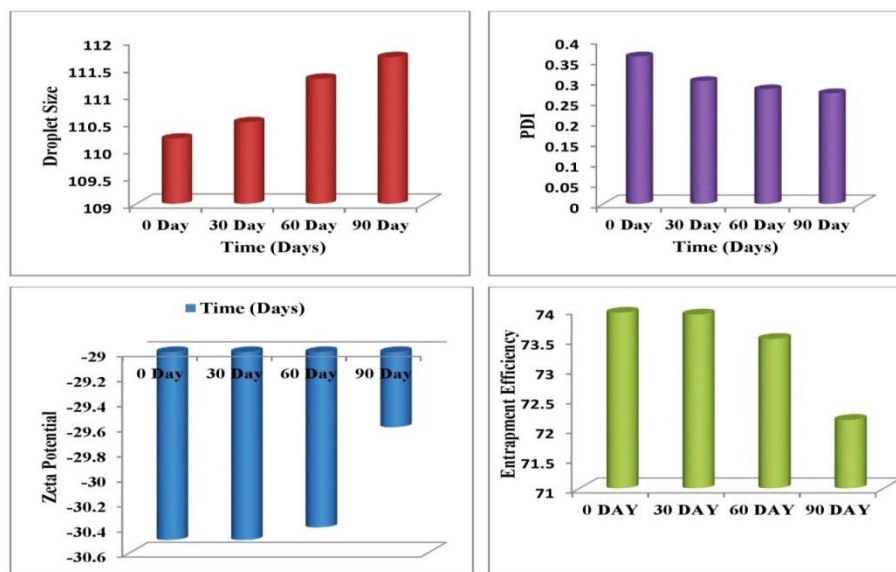 112
111.5
111
110.5
110
109.5
109
Droplet Size
0 Day 30 Day 60 Day 90 Day
Time (Days)
0.4
0.35
0.3
0.25
0.2
0.15
0.1
0.05
0
PDI
0 Day 30 Day 60 Day 90 Day
Time (Days)
Time (Days)
-29
-29.2
-29.4
-29.6
-29.8
-30
-30.2
-30.4
-30.6
Zeta Potential
0 Day 30 Day 60 Day 90 Day
74
73.5
73
72.5
72
71.5
71
Entrapment Efficiency
0 DAY 30 DAY 60 DAY 90 DAY